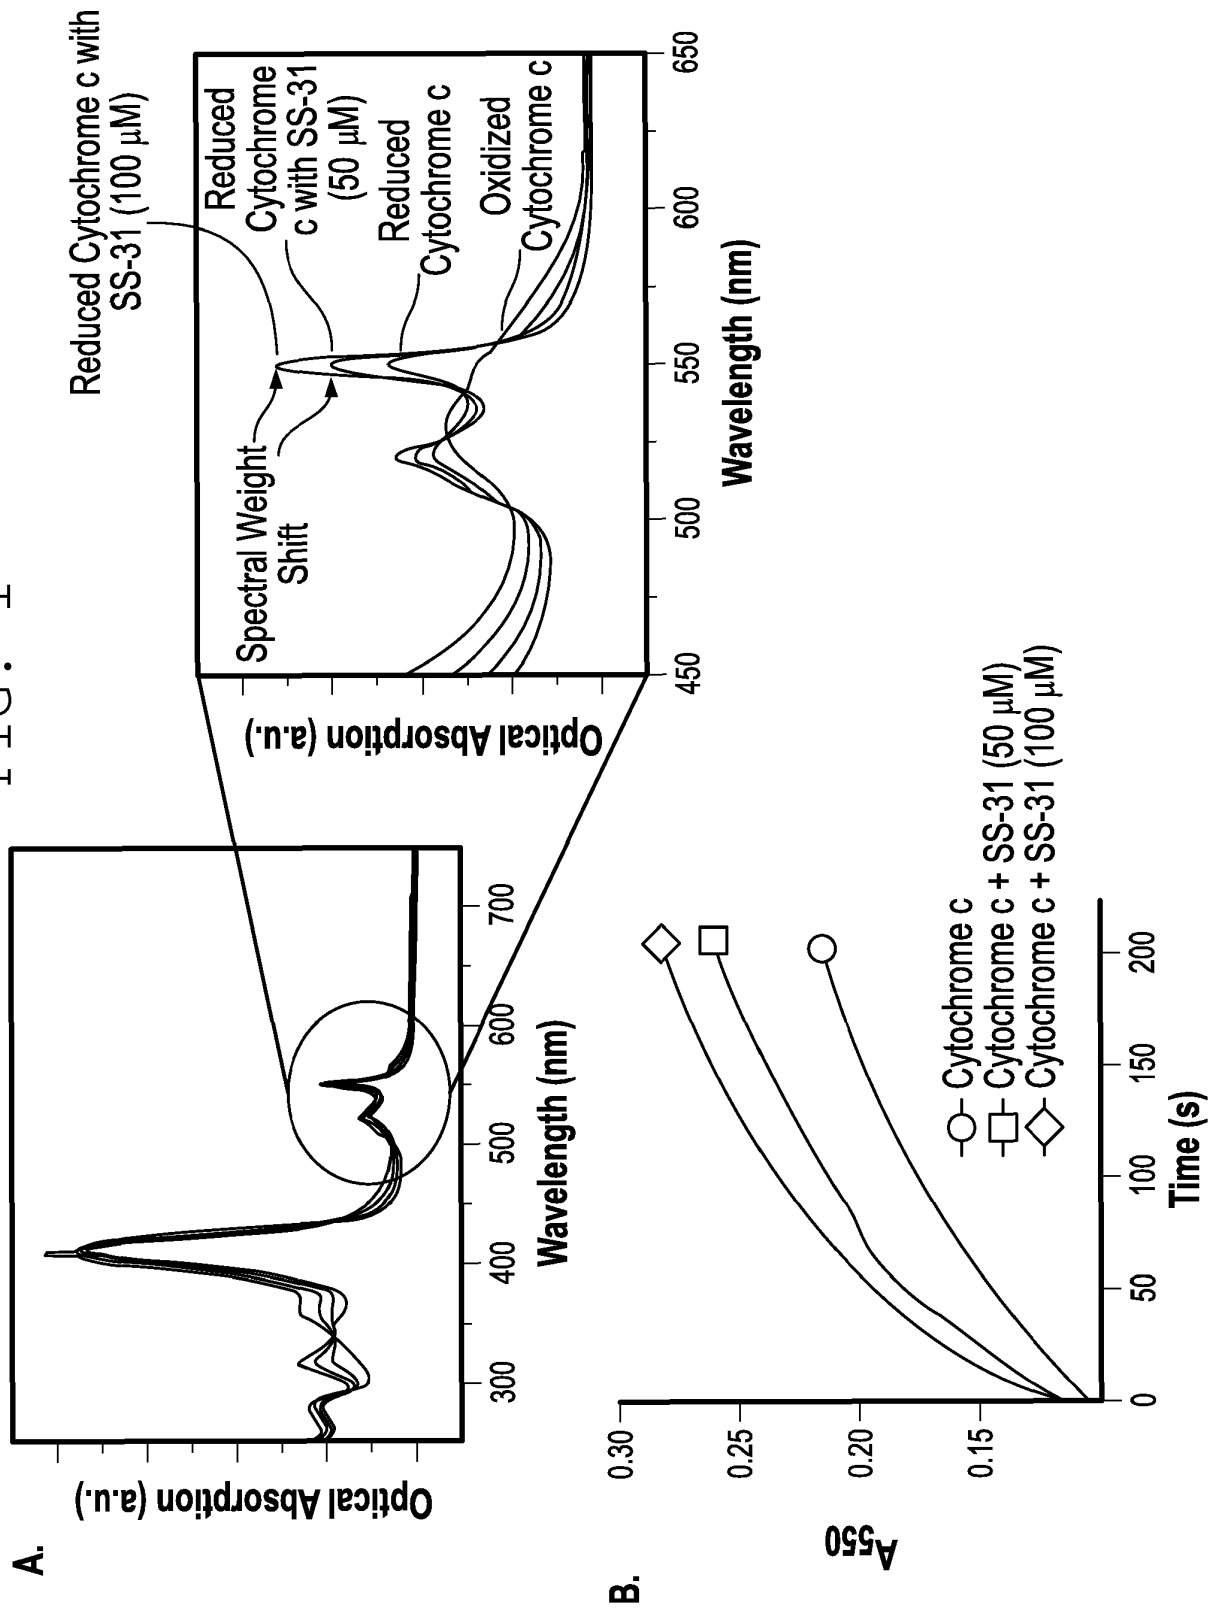 FIG. 1
A.
Optical Absorption (a.u.)
300
400
500
600
700
Wavelength (nm)
Reduced Cytochrome c with
SS-31 (100 μM)
Spectral Weight
Shift
Reduced
Cytochrome
c with SS-31
(50 μM)
Reduced
Cytochrome c
Oxidized
Cytochrome c
Optical Absorption (a.u.)
450
500
550
600
650
Wavelength (nm)
B.
A550
0.30
0.25
0.20
0.15
0
50
100
150
200
Time (s)
Cytochrome c
Cytochrome c + SS-31 (50 μM)
Cytochrome c + SS-31 (100 μM)